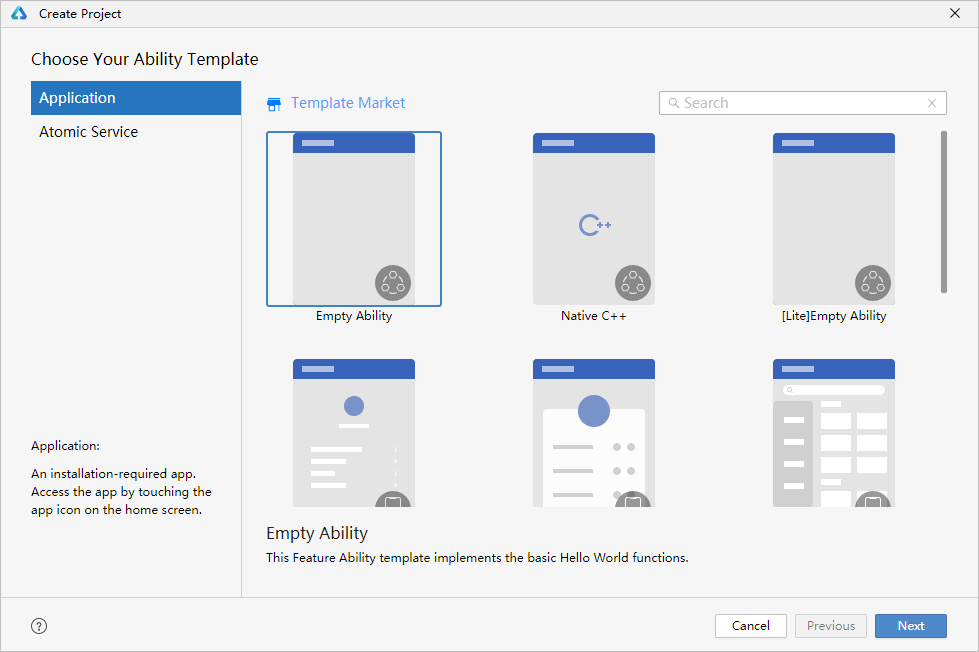 Create Project
Choose Your Ability Template
Application
Atomic Service
Template Market
Search
C++
Empty Ability
Native C++
[Lite]Empty Ability
Application:
An installation-required app.
Access the app by touching the
app icon on the home screen.
Empty Ability
This Feature Ability template implements the basic Hello World functions.
?
Cancel
Previous
Next